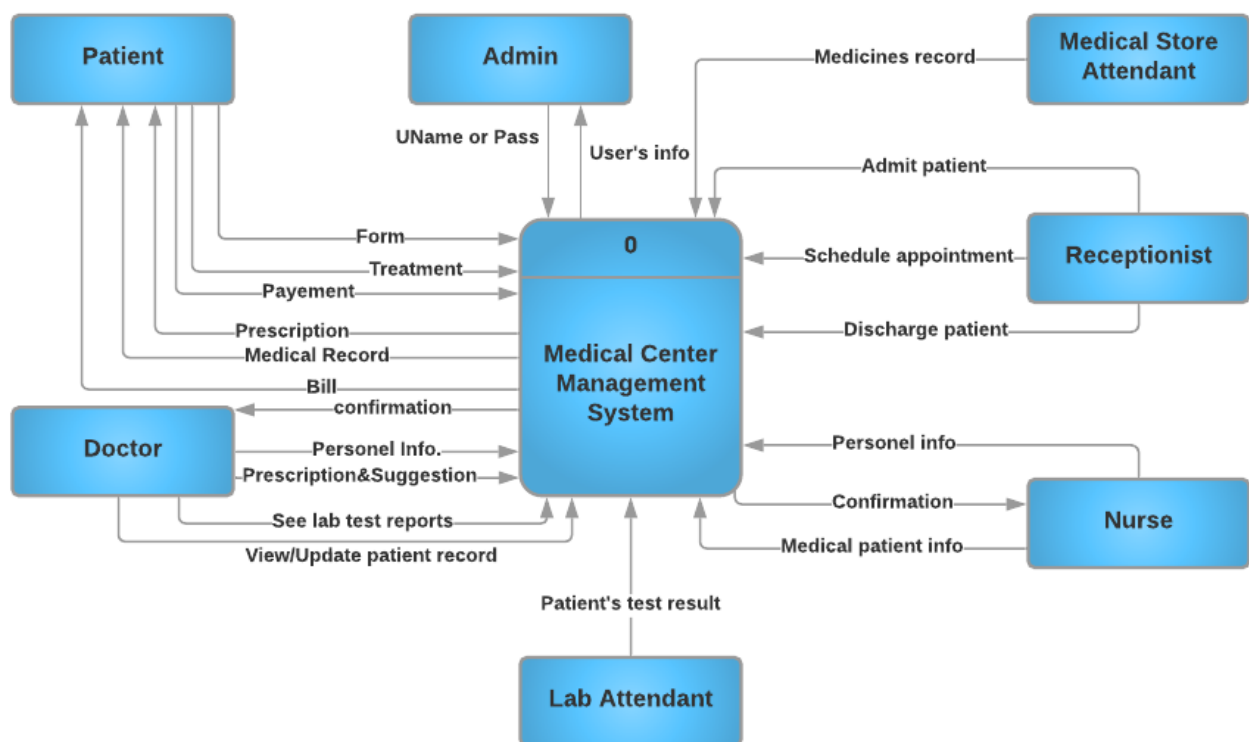 Patient
Admin
Medical Store
Attendant
Medicines record
UName or Pass
User's info
Admit patient
Form
0
Schedule appointment
Receptionist
Treatment
Payement
Prescription
Discharge patient
Medical Record
Medical Center
Management
System
Bill
confirmation
Doctor
Personel Info.
Personel info
Prescription&Suggestion
Confirmation
See lab test reports
Nurse
View/Update patient record
Medical patient info
Patient's test result
Lab Attendant